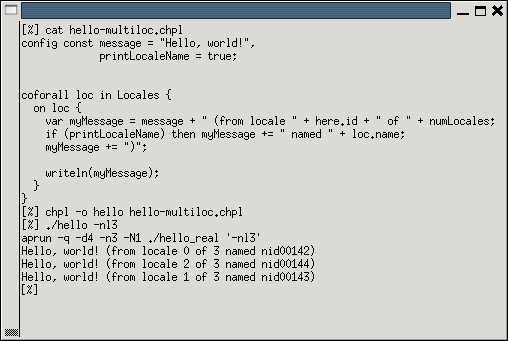 [%] cat hello-multiloc.chpl
config const message = "Hello, world!",
             printLocaleName = true;
coforall loc in Locales {
  on loc {
    var myMessage = message + " (from locale " + here.id + " of " + numLocales;
    if (printLocaleName) then myMessage += " named " + loc.name;
    myMessage += ")";
    writeln(myMessage);
  }
}
[%] chpl -o hello hello-multiloc.chpl
[%] ./hello -nl3
aprun -q -d4 -n3 -N1 ./hello_real '-nl3'
Hello, world! (from locale 0 of 3 named nid00142)
Hello, world! (from locale 2 of 3 named nid00144)
Hello, world! (from locale 1 of 3 named nid00143)
[%]